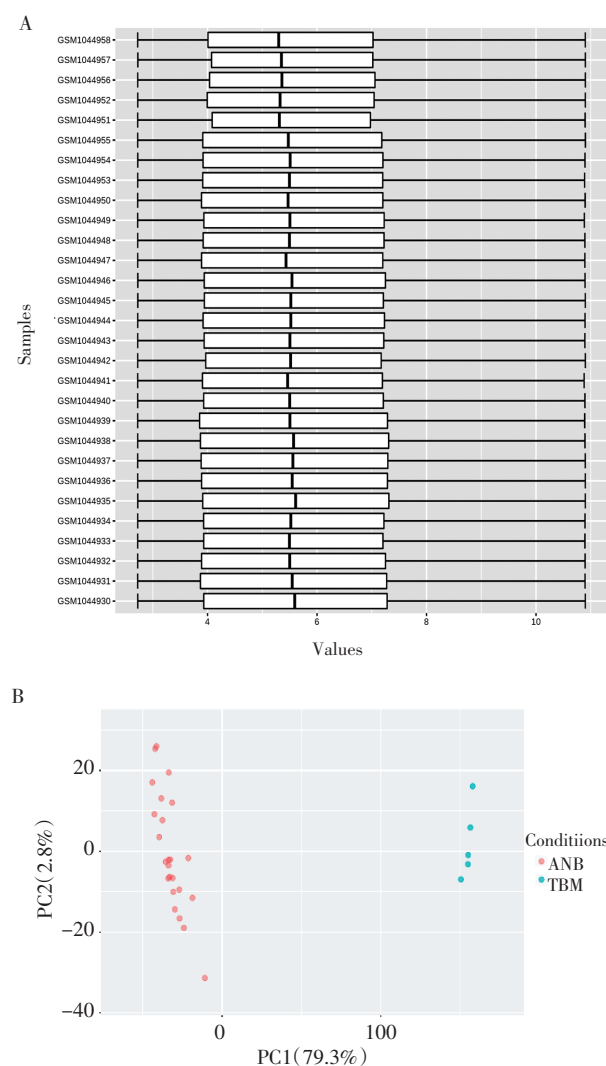 A
GSM1044958
GSM1044957
GSM1044956
GSM1044952
GSM1044951
GSM1044955
GSM1044954
GSM1044953
GSM1044950
GSM1044949
GSM1044948
GSM1044947
GSM1044946
GSM1044945
GSM1044944
GSM1044943
GSM1044942
GSM1044941
GSM1044940
GSM1044939
GSM1044938
GSM1044937
GSM1044936
GSM1044935
GSM1044934
GSM1044933
GSM1044932
GSM1044931
GSM1044930
Samples
4 6 8 10
Values
B
20
0
−20
−40
PC2(2.8%)
0 100
PC1(79.3%)
Conditiions
ANB
TBM